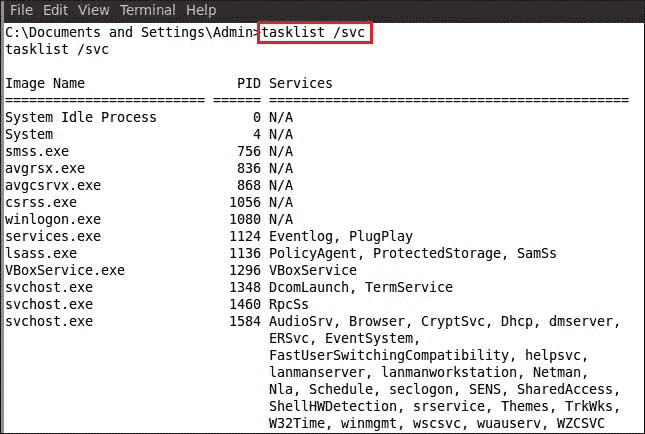 File Edit View Terminal Help
C:\Documents and Settings\Admin>tasklist /svc
tasklist /svc
Image Name PID Services
========================= ====== =============================================
System Idle Process 0 N/A
System 4 N/A
smss.exe 756 N/A
avgrsx.exe 836 N/A
avgcsrvx.exe 868 N/A
csrss.exe 1056 N/A
winlogon.exe 1080 N/A
services.exe 1124 Eventlog, PlugPlay
lsass.exe 1136 PolicyAgent, ProtectedStorage, SamSs
VBoxService.exe 1296 VBoxService
svchost.exe 1348 DcomLaunch, TermService
svchost.exe 1460 RpcSs
svchost.exe 1584 AudioSrv, Browser, CryptSvc, Dhcp, dmserver,
ERSvc, EventSystem,
FastUserSwitchingCompatibility, helpsvc,
lanmanserver, lanmanworkstation, Netman,
Nla, Schedule, seclogon, SENS, SharedAccess,
ShellHWDetection, srservice, Themes, TrkWks,
W32Time, winmgmt, wscsvc, wuauserv, WZCSVC